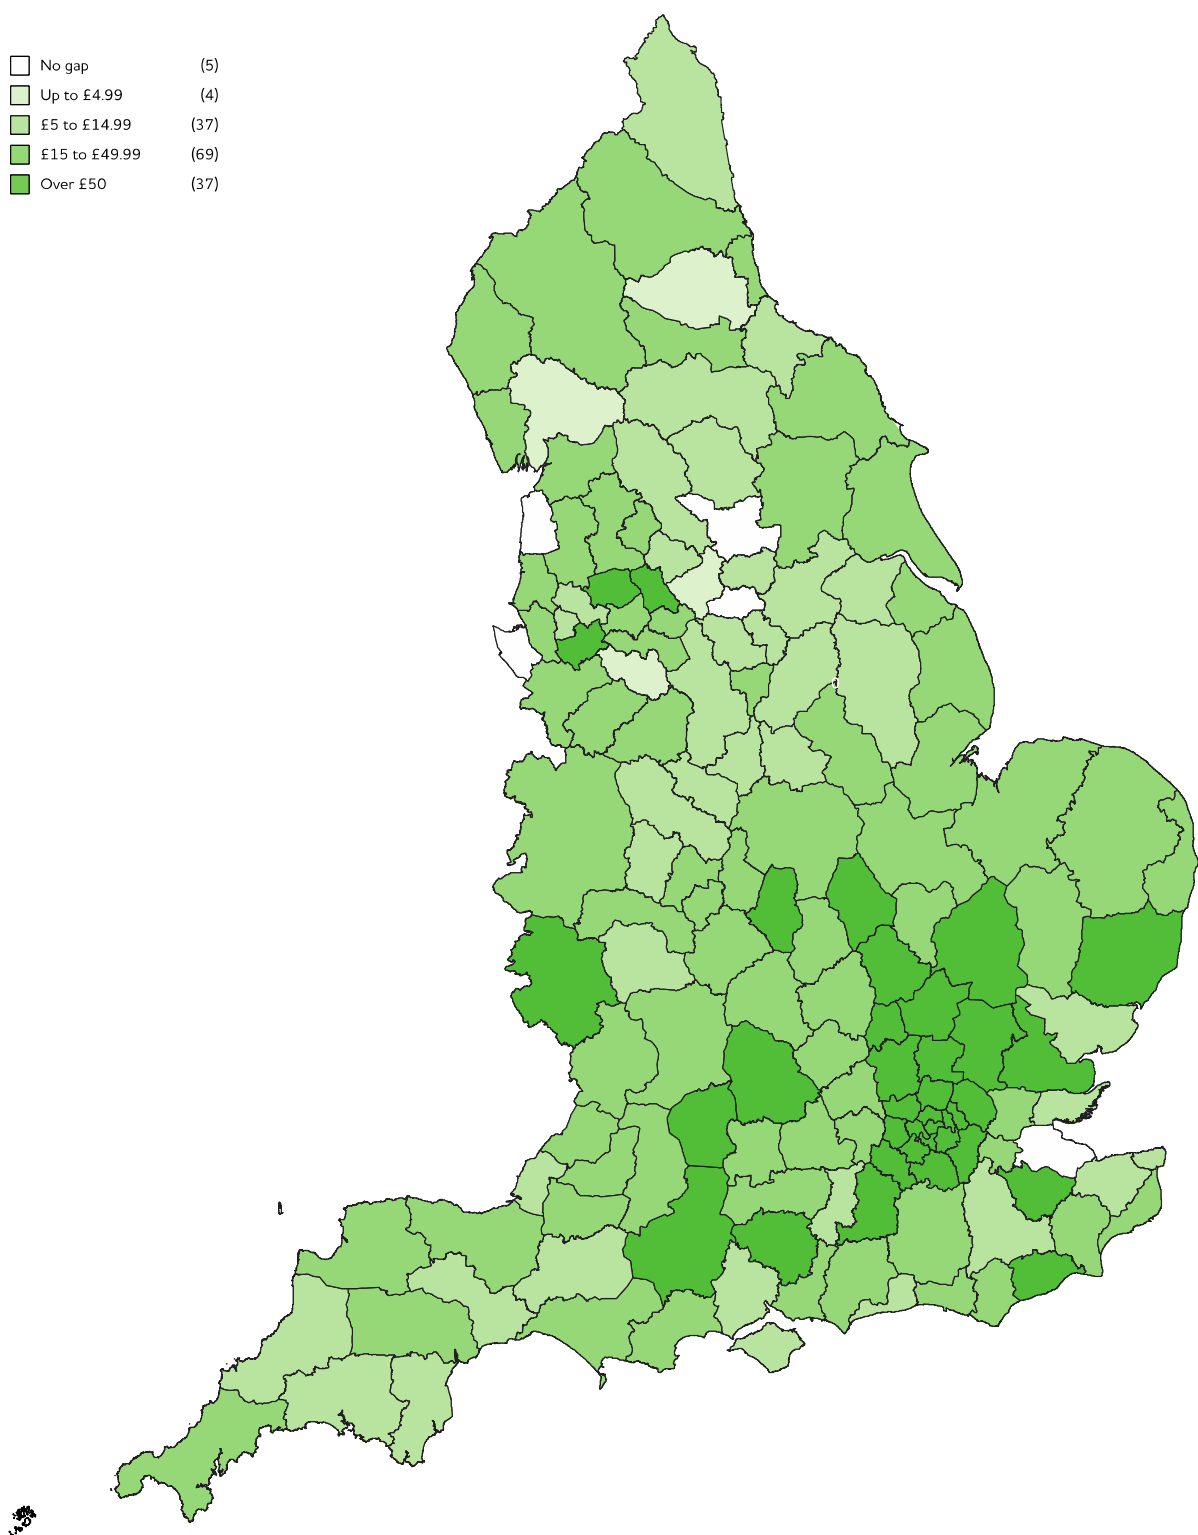 No gap (5)
Up to £4.99 (4)
£5 to £14.99 (37)
£15 to £49.99 (69)
Over £50 (37)